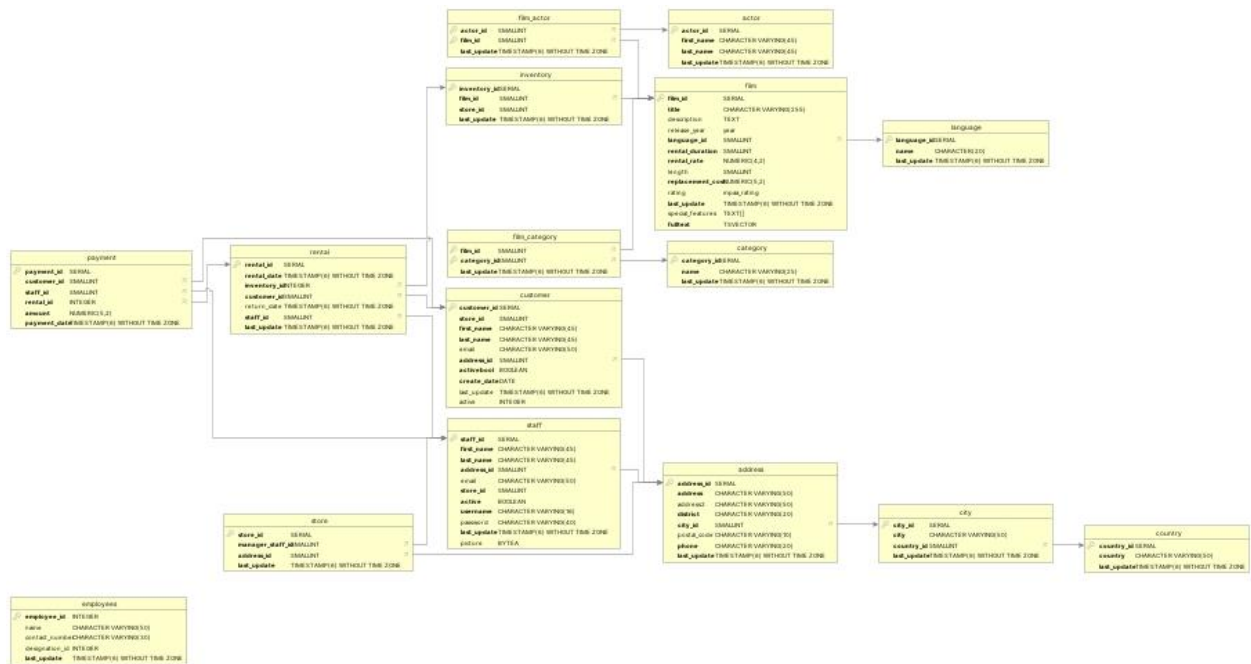 film_actor
actor_id SMALLINT
film_id SMALLINT
last_update TIMESTAMP(6) WITHOUT TIME ZONE
actor
actor_id SERIAL
first_name CHARACTER VARYING(45)
last_name CHARACTER VARYING(45)
last_update TIMESTAMP(6) WITHOUT TIME ZONE
inventory
inventory_id SERIAL
film_id SMALLINT
store_id SMALLINT
last_update TIMESTAMP(6) WITHOUT TIME ZONE
film
film_id SERIAL
title CHARACTER VARYING(255)
description TEXT
release_year year
language_id SMALLINT
rental_duration SMALLINT
rental_rate NUMERIC(4,2)
length SMALLINT
replacement_cost NUMERIC(5,2)
rating mpaa_rating
last_update TIMESTAMP(6) WITHOUT TIME ZONE
special_features TEXT[]
fulltext TSVECTOR
language
language_id SERIAL
name CHARACTER(20)
last_update TIMESTAMP(6) WITHOUT TIME ZONE
film_category
film_id SMALLINT
category_id SMALLINT
last_update TIMESTAMP(6) WITHOUT TIME ZONE
category
category_id SERIAL
name CHARACTER VARYING(25)
last_update TIMESTAMP(6) WITHOUT TIME ZONE
payment
payment_id SERIAL
customer_id SMALLINT
staff_id SMALLINT
rental_id INTEGER
amount NUMERIC(5,2)
payment_date TIMESTAMP(6) WITHOUT TIME ZONE
rental
rental_id SERIAL
rental_date TIMESTAMP(6) WITHOUT TIME ZONE
inventory_id INTEGER
customer_id SMALLINT
return_date TIMESTAMP(6) WITHOUT TIME ZONE
staff_id SMALLINT
last_update TIMESTAMP(6) WITHOUT TIME ZONE
customer
customer_id SERIAL
store_id SMALLINT
first_name CHARACTER VARYING(45)
last_name CHARACTER VARYING(45)
email CHARACTER VARYING(50)
address_id SMALLINT
activebool BOOLEAN
create_date DATE
last_update TIMESTAMP(6) WITHOUT TIME ZONE
active INTEGER
staff
staff_id SERIAL
first_name CHARACTER VARYING(45)
last_name CHARACTER VARYING(45)
address_id SMALLINT
email CHARACTER VARYING(50)
store_id SMALLINT
active BOOLEAN
username CHARACTER VARYING(16)
password CHARACTER VARYING(40)
last_update TIMESTAMP(6) WITHOUT TIME ZONE
picture BYTEA
address
address_id SERIAL
address CHARACTER VARYING(50)
address2 CHARACTER VARYING(50)
district CHARACTER VARYING(20)
city_id SMALLINT
postal_code CHARACTER VARYING(10)
phone CHARACTER VARYING(20)
last_update TIMESTAMP(6) WITHOUT TIME ZONE
city
city_id SERIAL
city CHARACTER VARYING(50)
country_id SMALLINT
last_update TIMESTAMP(6) WITHOUT TIME ZONE
country
country_id SERIAL
country CHARACTER VARYING(50)
last_update TIMESTAMP(6) WITHOUT TIME ZONE
store
store_id SERIAL
manager_staff_id SMALLINT
address_id SMALLINT
last_update TIMESTAMP(6) WITHOUT TIME ZONE
employees
employee_id INTEGER
name CHARACTER VARYING(50)
contact_number CHARACTER VARYING(30)
designation_id INTEGER
last_update TIMESTAMP(6) WITHOUT TIME ZONE